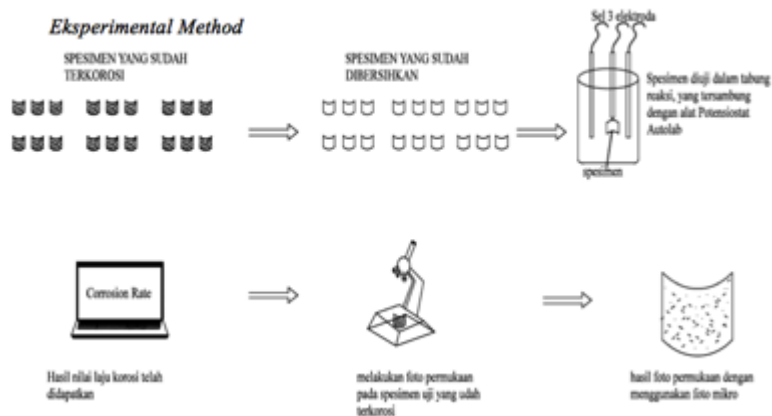 Eksperimental Method
SPESIMEN YANG SUDAH
TERKOROSI
SPESIMEN YANG SUDAH
DIBERSIHKAN
Sel 3 elektroda
Spesimen diuji dalam tabung
reaksi, yang tersambung
dengan alat Potensiostat
Autolab
spesimen
Corrosion Rate
Hasil nilai laju korosi telah
didapatkan
melakukan foto permukaan
pada spesimen uji yang udah
terkorosi
hasil foto permukaan dengan
menggunakan foto mikro